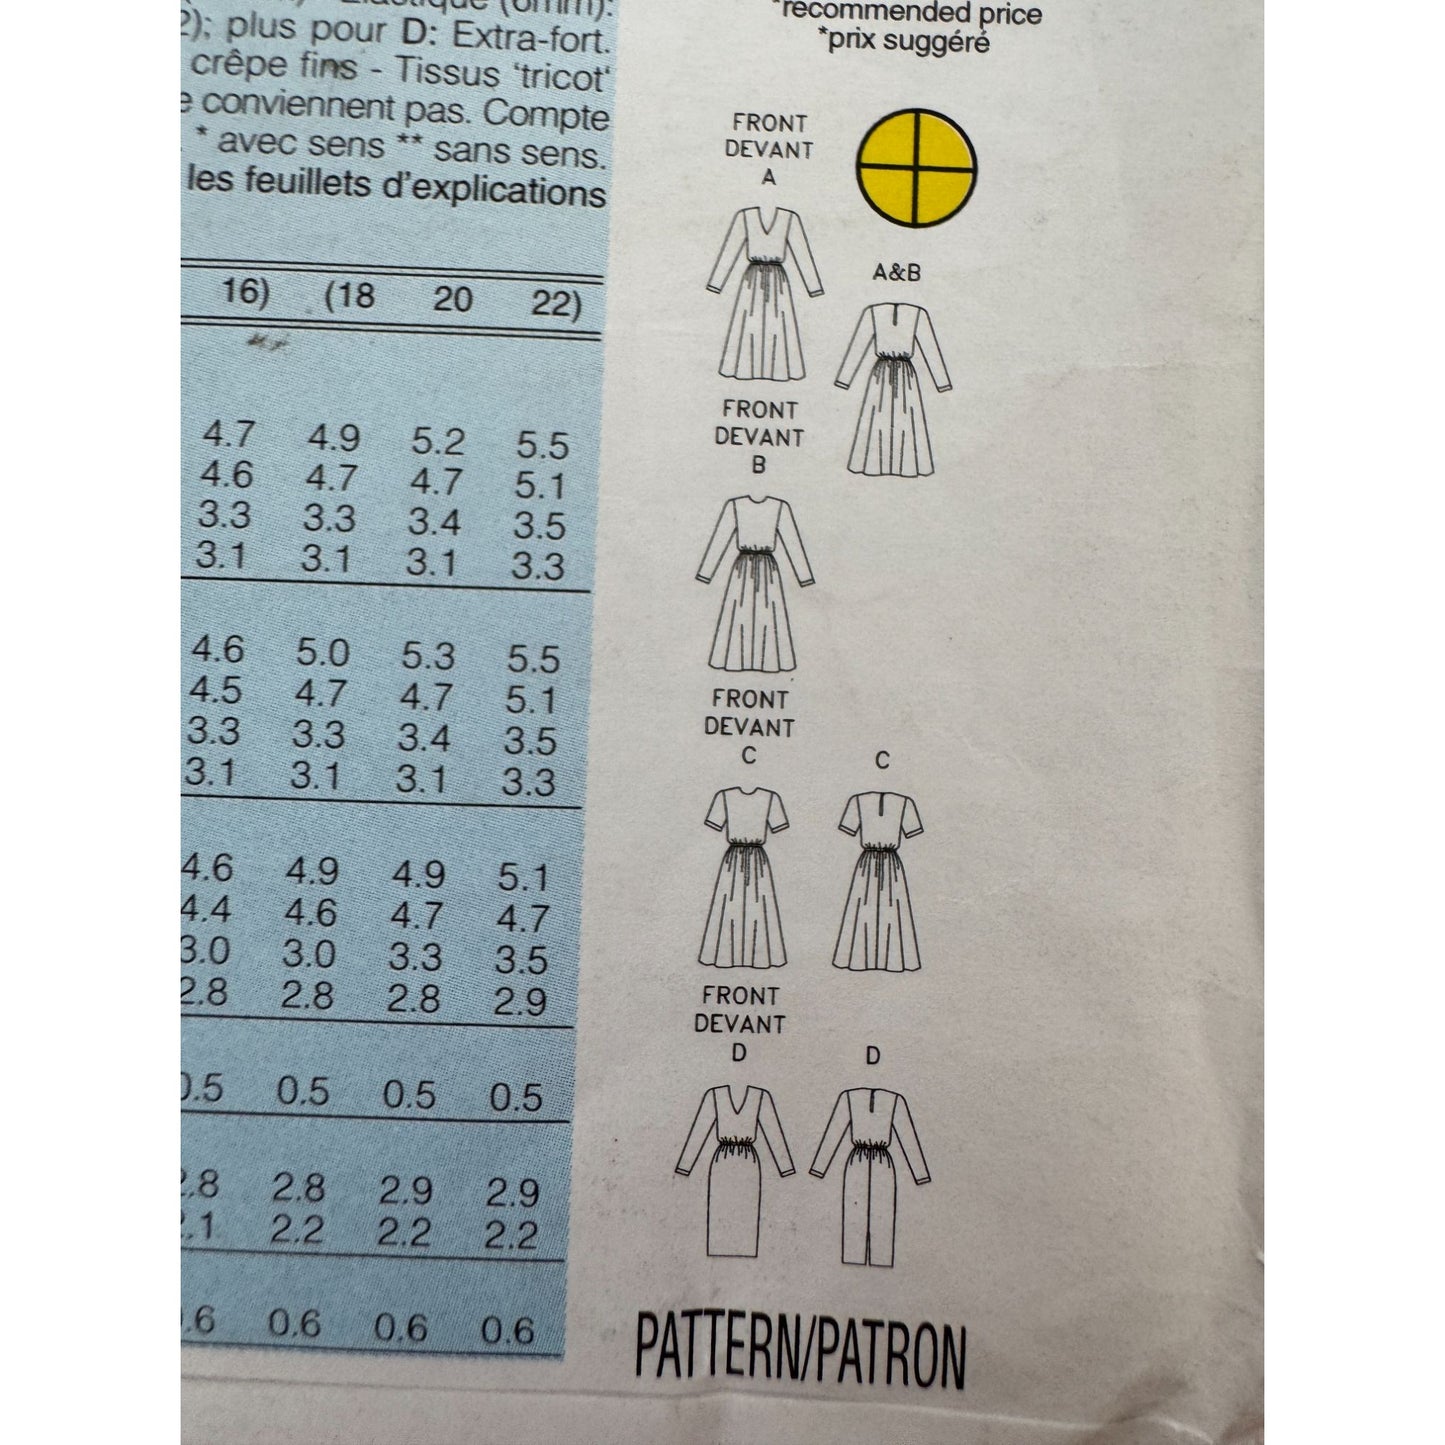 Elastique (6mm):
2); plus pour D: Extra-fort.
crêpe fins - Tissus 'tricot'
e conviennent pas. Compte
* avec sens ** sans sens.
les feuillets d'explications
16) (18 20 22)
4.7 4.9 5.2 5.5
4.6 4.7 4.7 5.1
3.3 3.3 3.4 3.5
3.1 3.1 3.1 3.3
4.6 5.0 5.3 5.5
4.5 4.7 4.7 5.1
3.3 3.3 3.4 3.5
3.1 3.1 3.1 3.3
4.6 4.9 4.9 5.1
4.4 4.6 4.7 4.7
3.0 3.0 3.3 3.5
2.8 2.8 2.8 2.9
0.5 0.5 0.5 0.5
2.8 2.8 2.9 2.9
.1 2.2 2.2 2.2
.6 0.6 0.6 0.6
*recommended price
*prix suggéré
FRONT
DEVANT
A
A&B
FRONT
DEVANT
B
FRONT
DEVANT
C
C
FRONT
DEVANT
D
D
PATTERN/PATRON